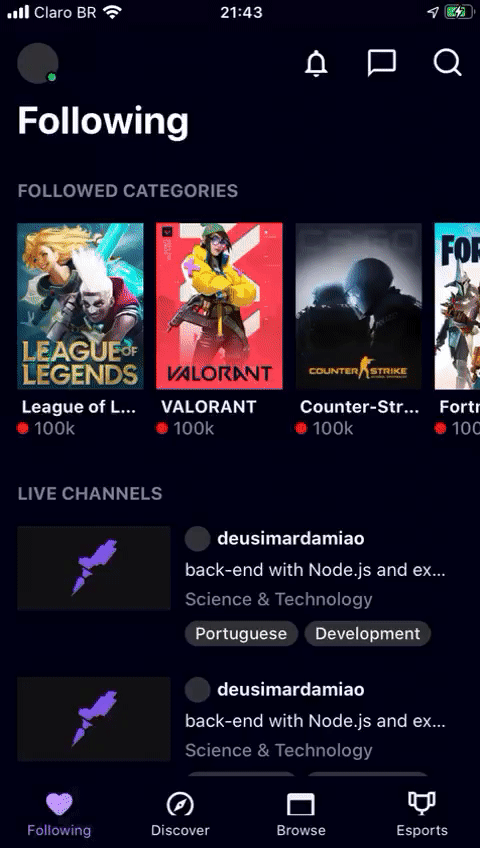 Claro BR
21:43
Following
FOLLOWED CATEGORIES
LEAGUE OF
LEGENDS
VALORANT
COUNTER STRIKE
FOR
League of L...
VALORANT
Counter-Str...
Fortn
100k
100k
100k
100
LIVE CHANNELS
deusimardamiao
back-end with Node.js and ex...
Science & Technology
Portuguese
Development
deusimardamiao
back-end with Node.js and ex...
Science & Technology
Following
Discover
Browse
Esports